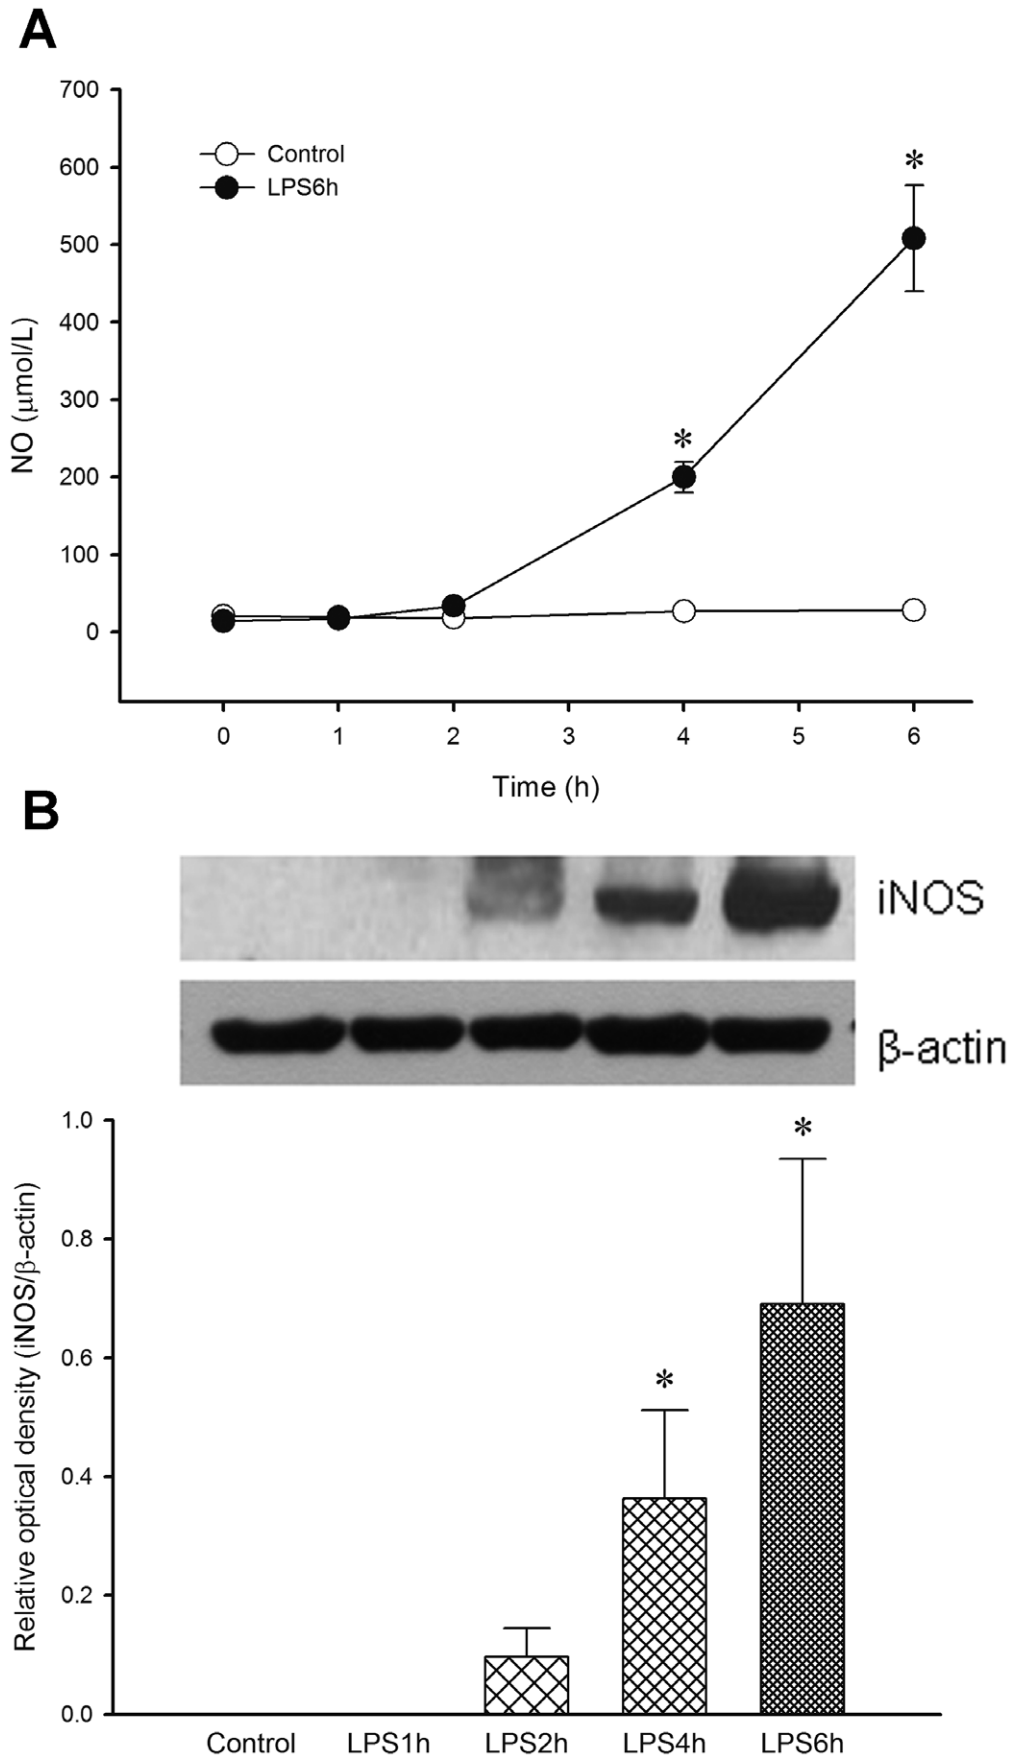 A
700
600
500
400
300
200
100
0
NO (μmol/L)
Control
LPS6h
*
*
0 1 2 3 4 5 6
Time (h)
B
iNOS
β-actin
1.0
0.8
0.6
0.4
0.2
0.0
Relative optical density (iNOS/β-actin)
*
*
Control LPS1h LPS2h LPS4h LPS6h